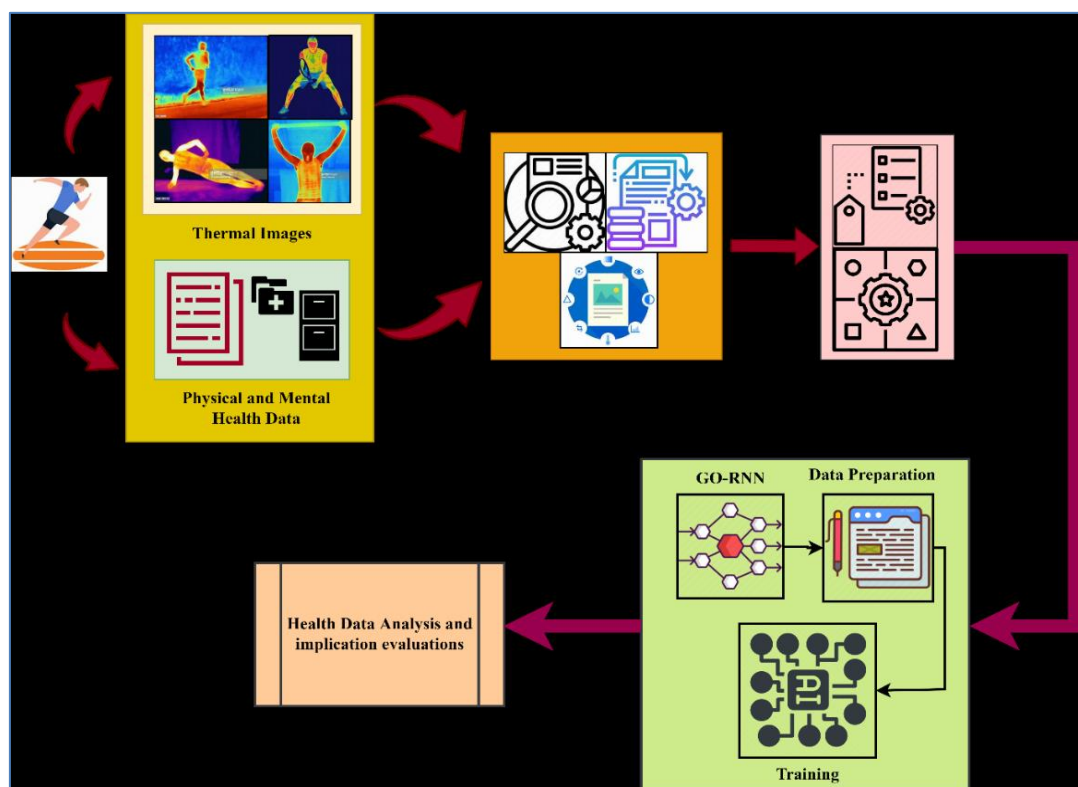 Thermal Images
Physical and Mental
Health Data
GO-RNN
Data Preparation
Health Data Analysis and
implication evaluations
Training